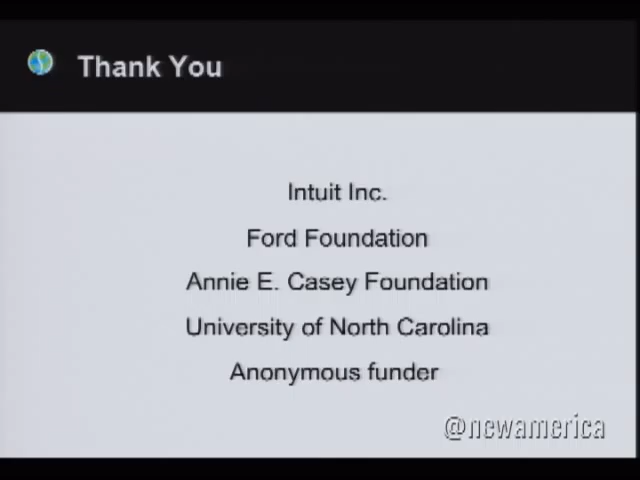 Thank You
Intuit Inc.
Ford Foundation
Annie E. Casey Foundation
University of North Carolina
Anonymous funder
@newamerica